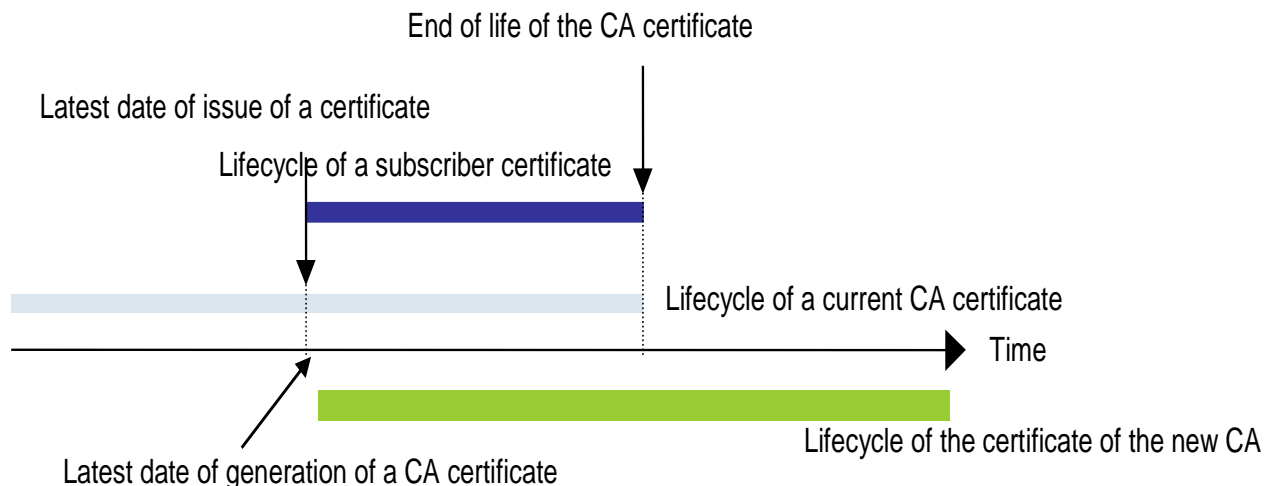 End of life of the CA certificate
Latest date of issue of a certificate
Lifecycle of a subscriber certificate
Lifecycle of a current CA certificate
Time
Lifecycle of the certificate of the new CA
Latest date of generation of a CA certificate